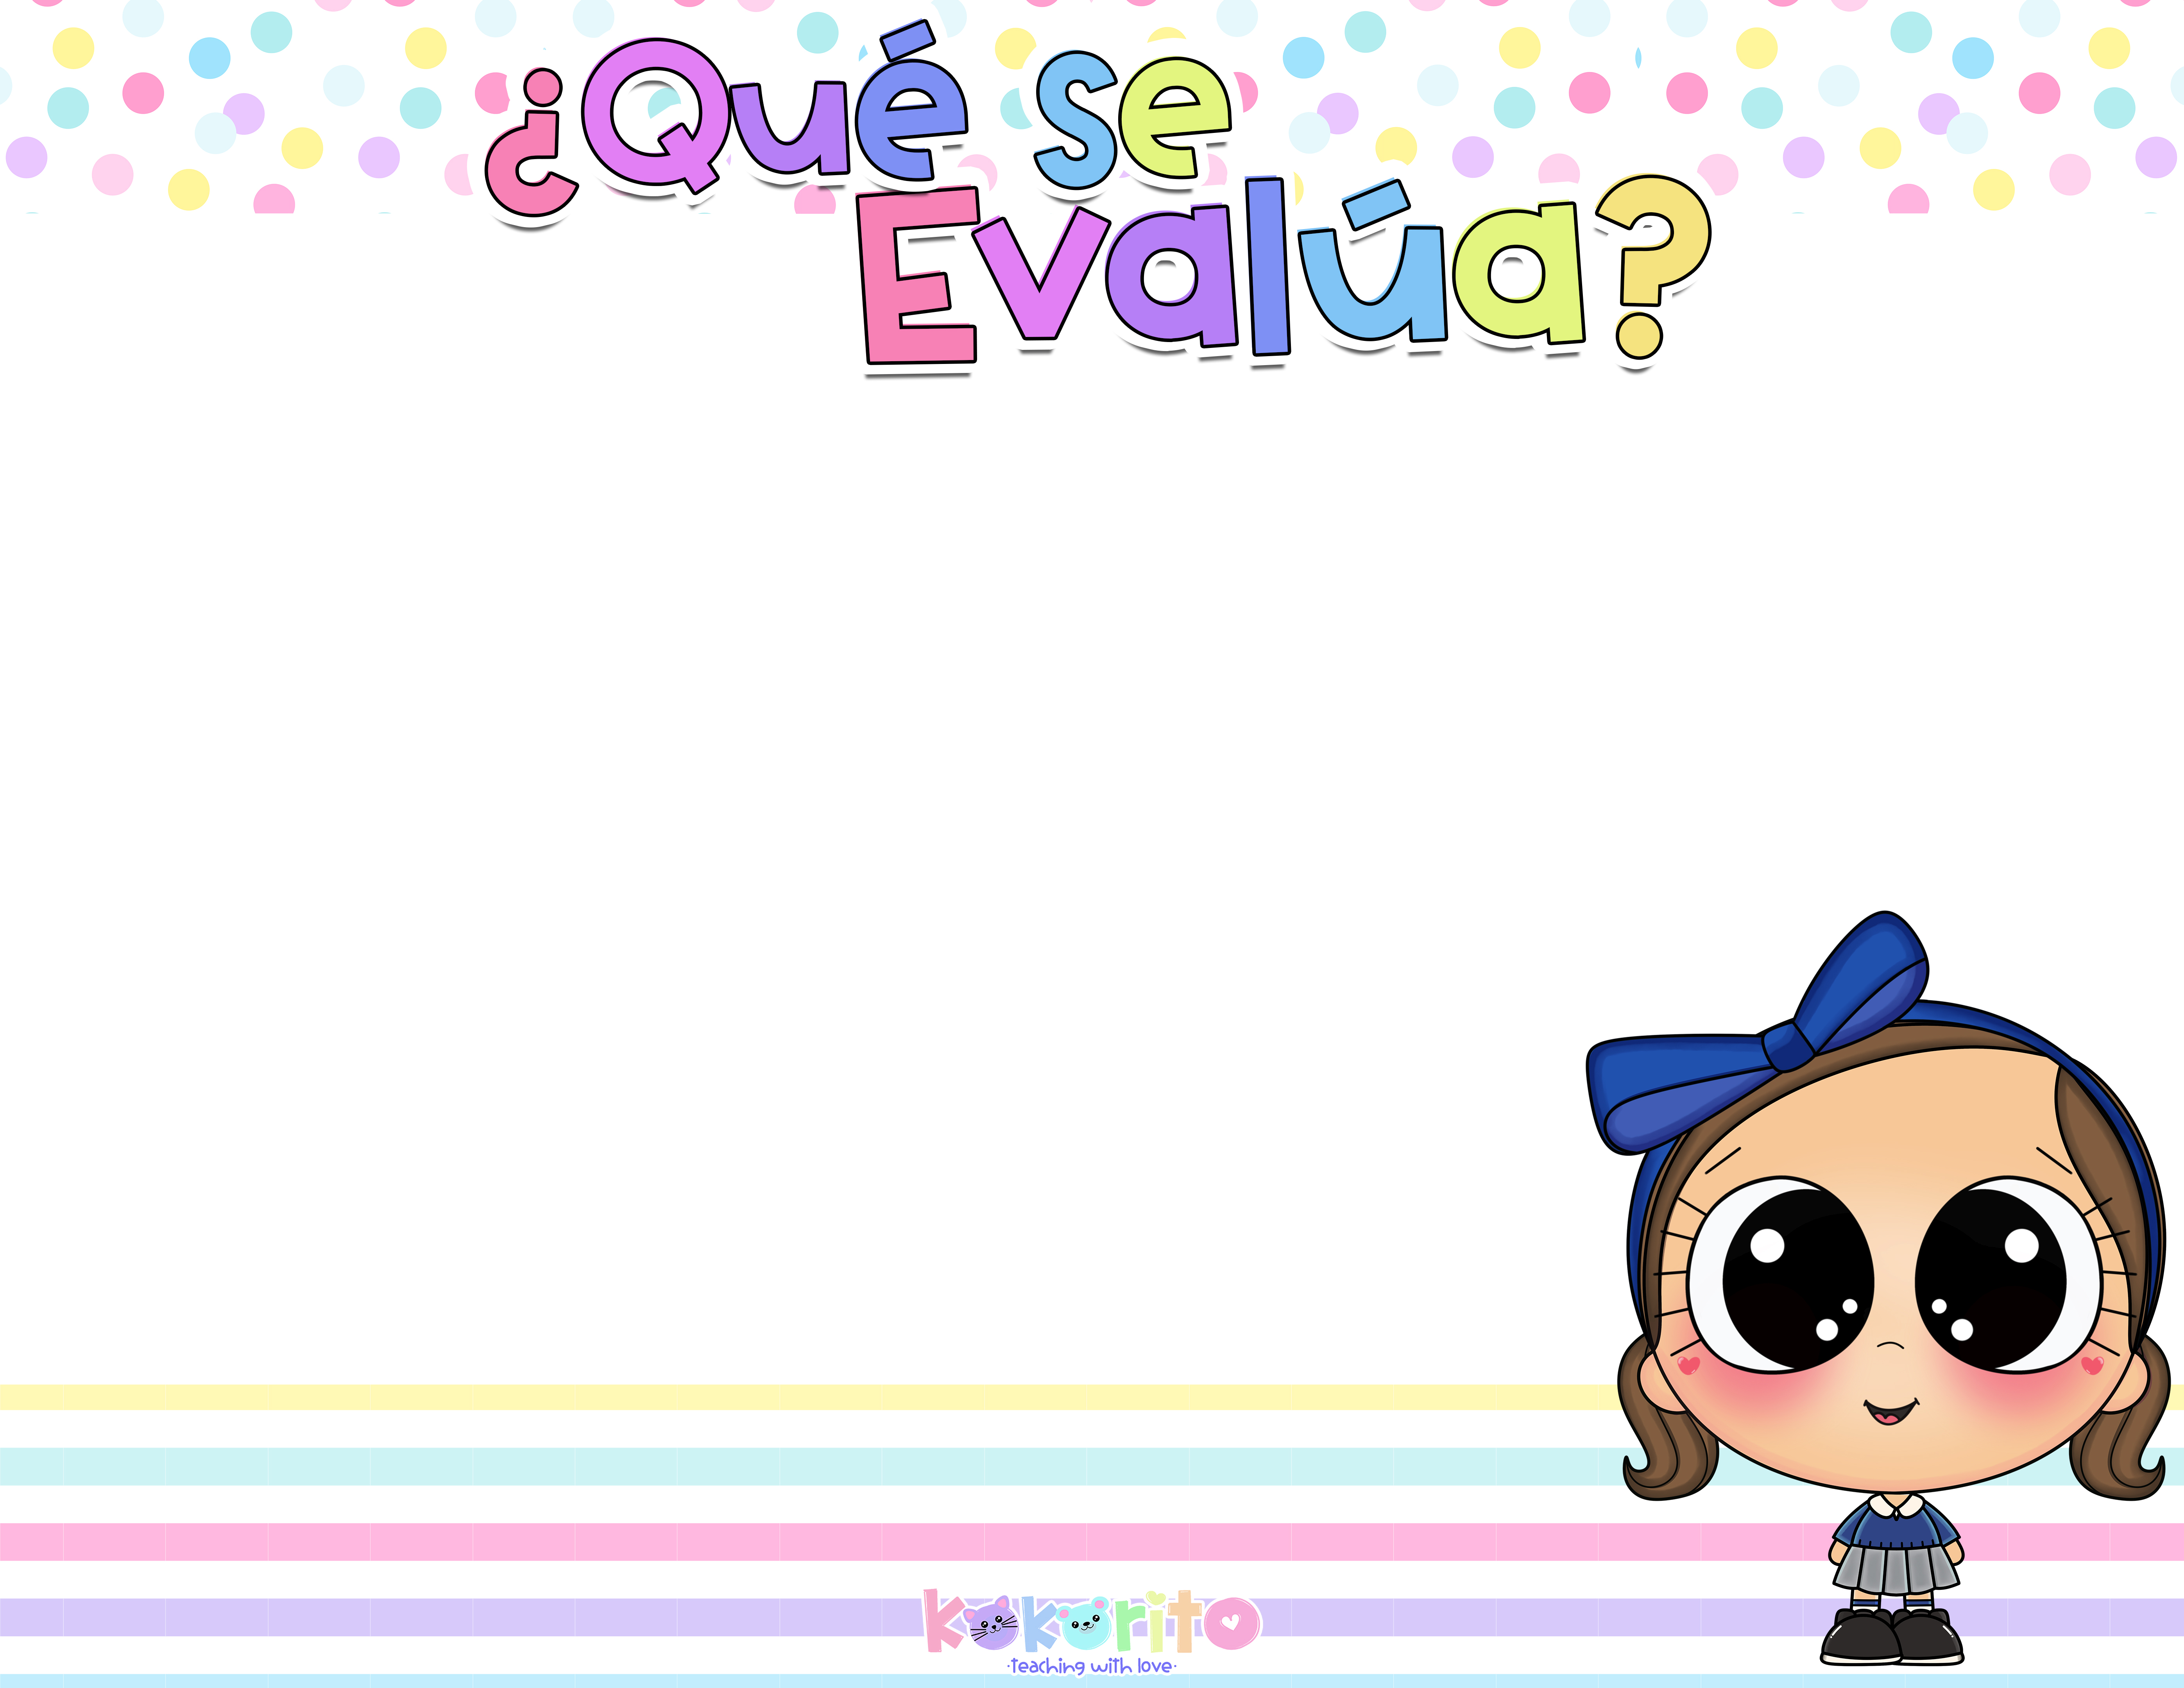 ¿Qué se
Evalúa?
kokorito
·teaching with love·